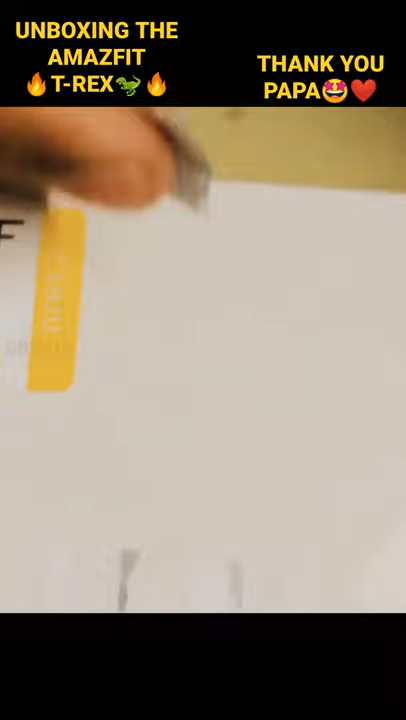 UNBOXING THE
AMAZFIT
🔥T-REX🦖🔥
THANK YOU
PAPA🤩❤️